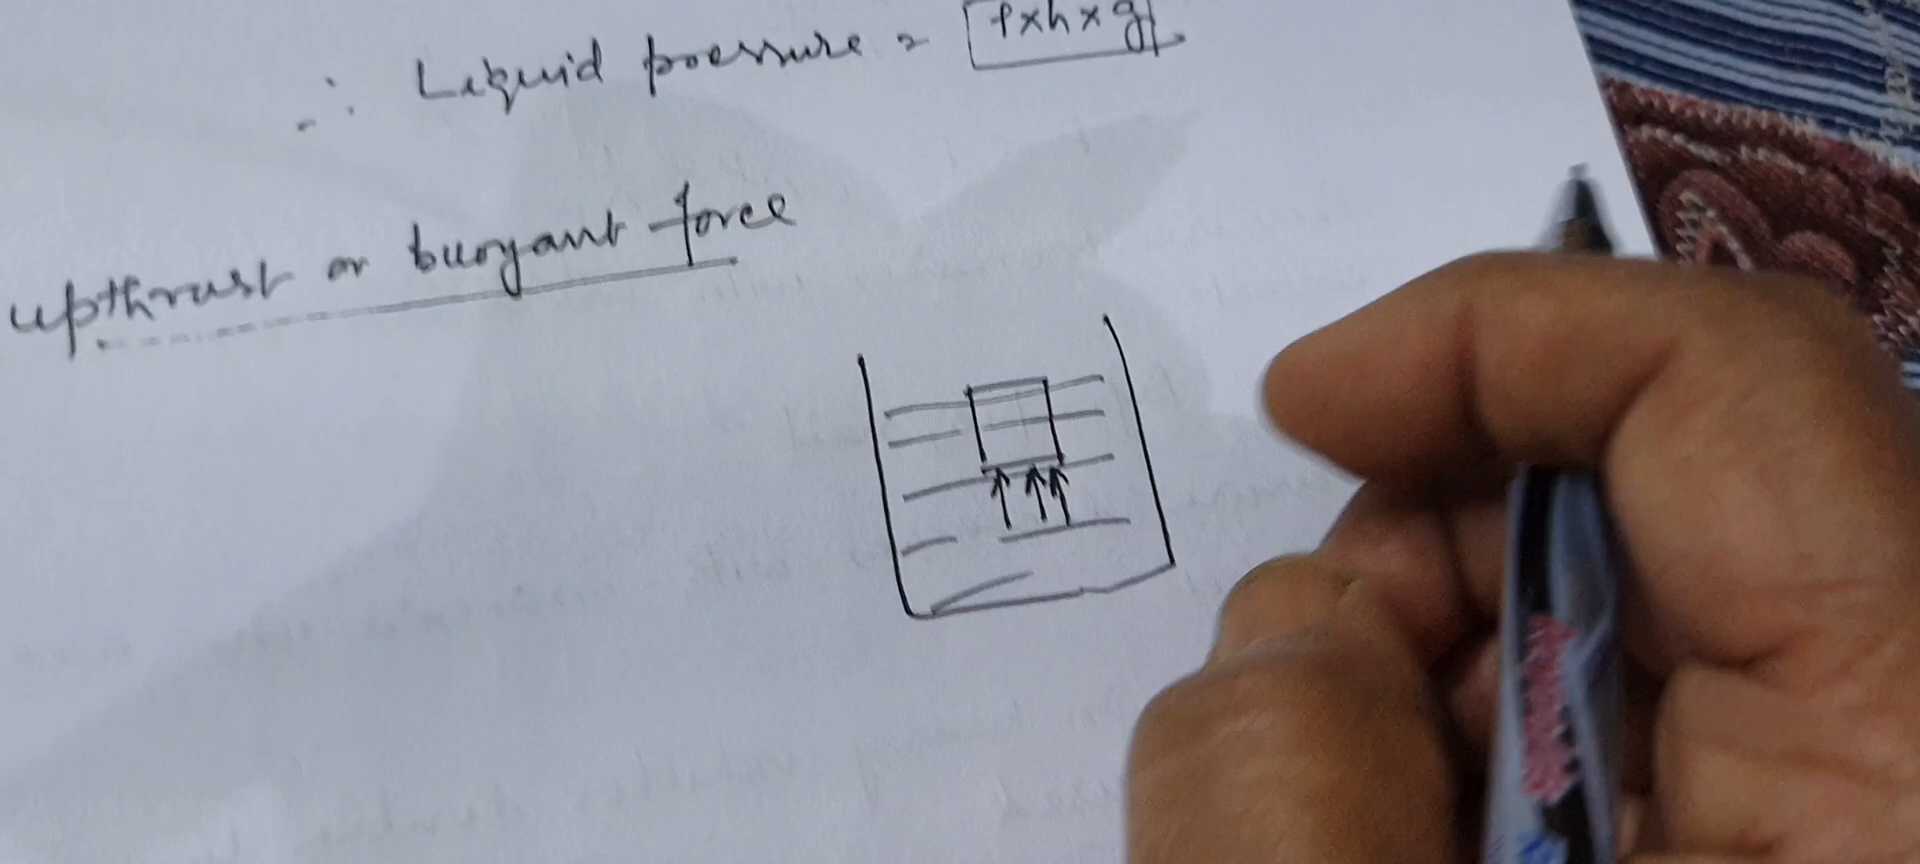 ∴ Liquid pressure = ρ×h×g
upthrust or buoyant force